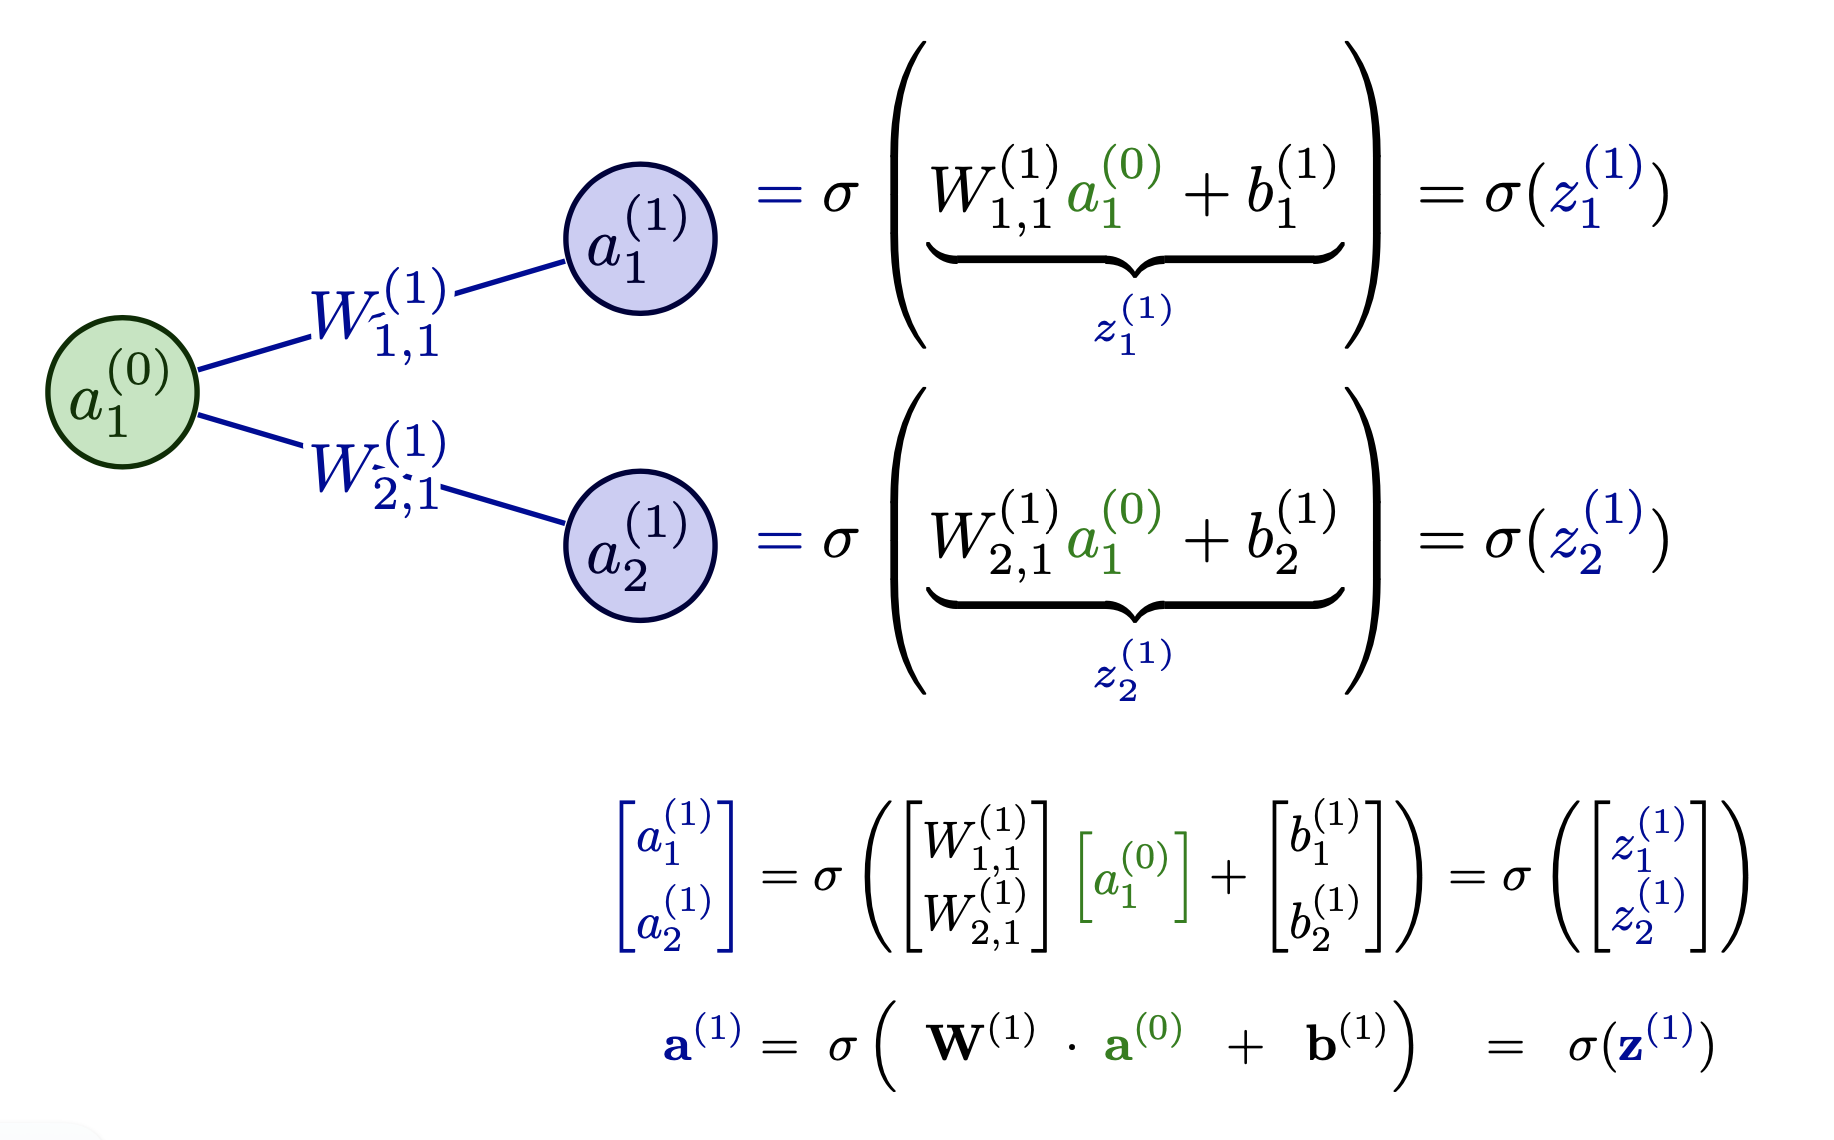 a_1^{(1)} = σ ( W_{1,1}^{(1)} a_1^{(0)} + b_1^{(1)} ) = σ(z_1^{(1)})
z_1^{(1)}
W_{1,1}^{(1)}
a_1^{(0)}
W_{2,1}^{(1)}
a_2^{(1)} = σ ( W_{2,1}^{(1)} a_1^{(0)} + b_2^{(1)} ) = σ(z_2^{(1)})
z_2^{(1)}
[a_1^{(1)} a_2^{(1)}] = σ ( [W_{1,1}^{(1)} W_{2,1}^{(1)}] [a_1^{(0)}] + [b_1^{(1)} b_2^{(1)}] ) = σ ( [z_1^{(1)} z_2^{(1)}] )
a^{(1)} = σ ( W^{(1)} · a^{(0)} + b^{(1)} ) = σ(z^{(1)})